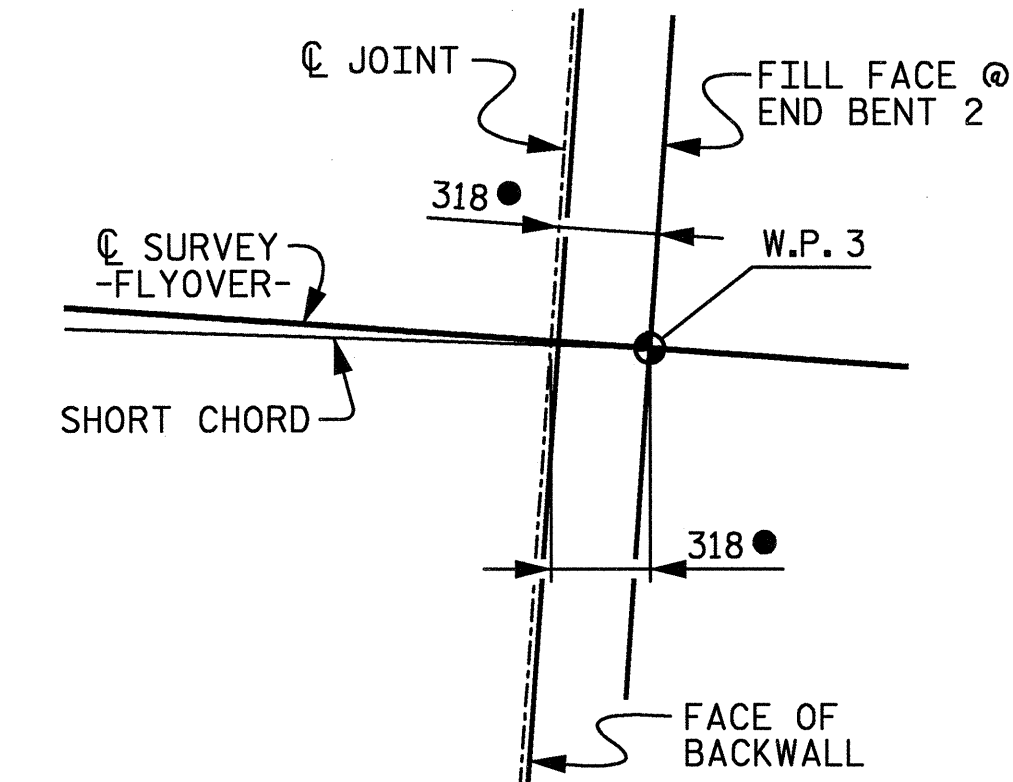 ℄ JOINT
FILL FACE @
END BENT 2
318 ●
℄ SURVEY
-FLYOVER-
W.P. 3
SHORT CHORD
318 ●
FACE OF
BACKWALL